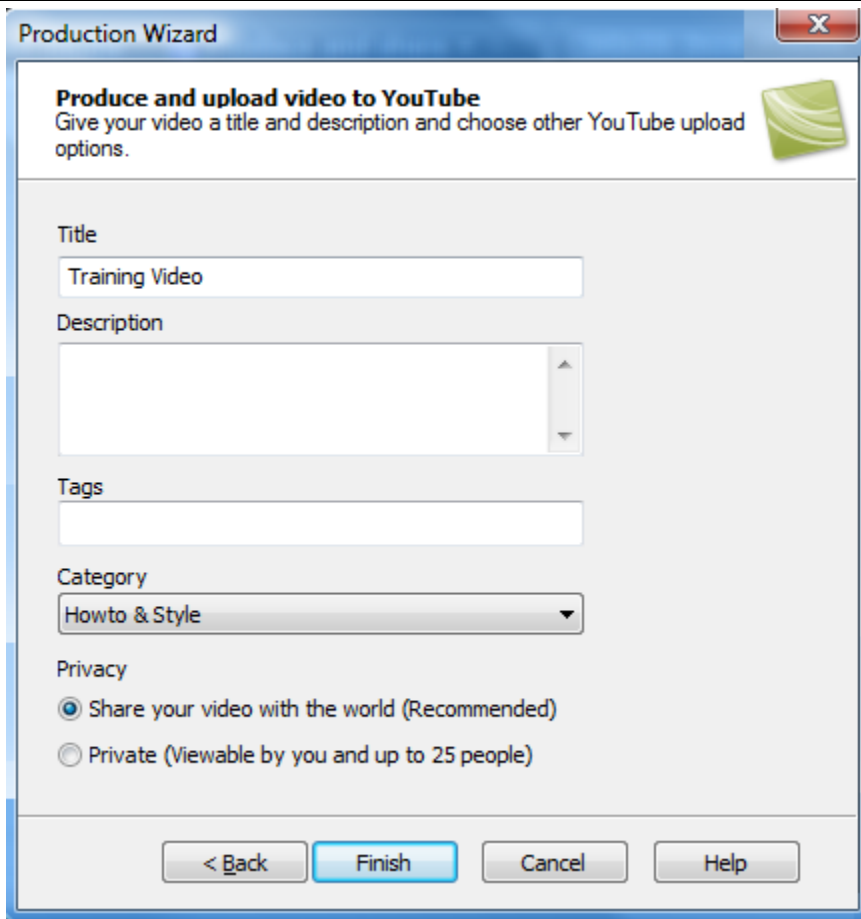 Production Wizard
Produce and upload video to YouTube
Give your video a title and description and choose other YouTube upload
options.
Title
Training Video
Description
Tags
Category
Howto & Style
Privacy
Share your video with the world (Recommended)
Private (Viewable by you and up to 25 people)
< Back Finish Cancel Help